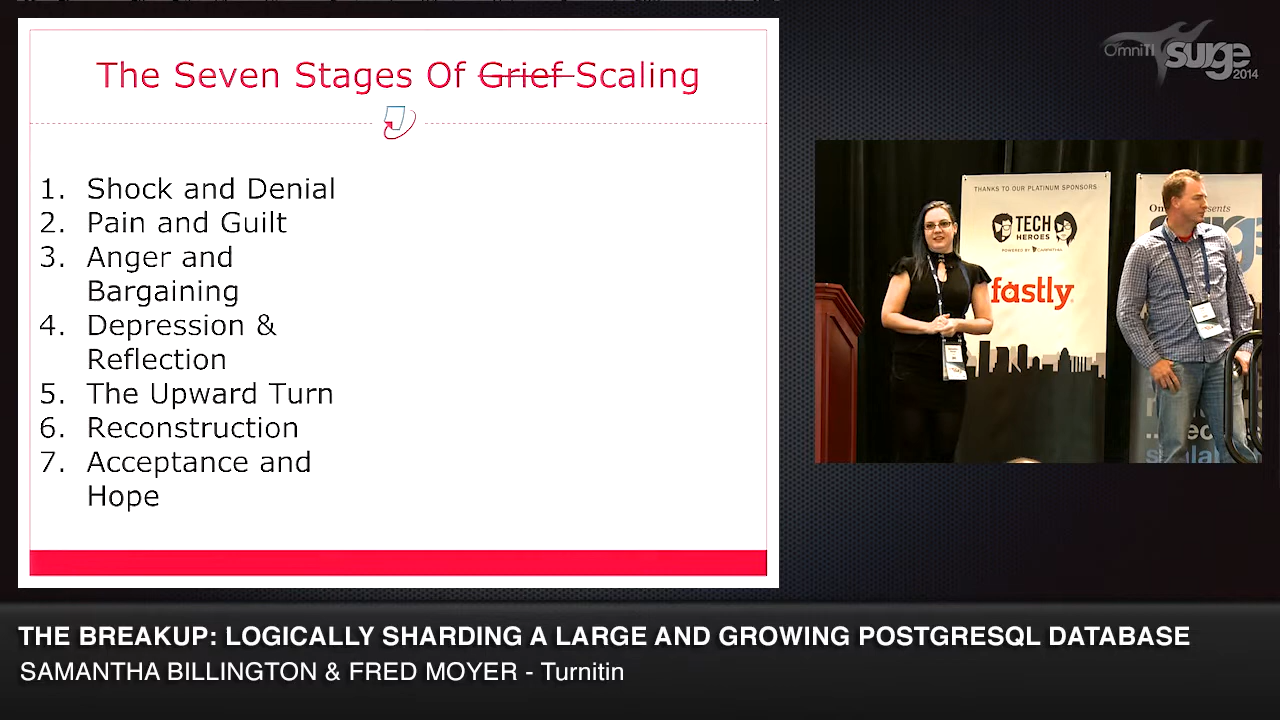 The Seven Stages Of Grief Scaling
1. Shock and Denial
2. Pain and Guilt
3. Anger and
Bargaining
4. Depression &
Reflection
5. The Upward Turn
6. Reconstruction
7. Acceptance and
Hope
OmniTI surge
2014
THANKS TO OUR PLATINUM SPONSORS
TECH
HEROES
fastly
THE BREAKUP: LOGICALLY SHARDING A LARGE AND GROWING POSTGRESQL DATABASE
SAMANTHA BILLINGTON & FRED MOYER - Turnitin